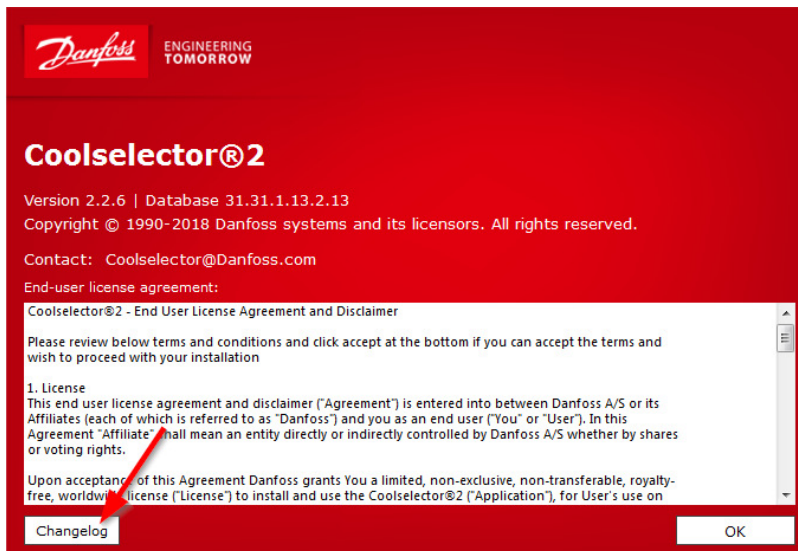 Danfoss
ENGINEERING
TOMORROW
Coolselector®2
Version 2.2.6 | Database 31.31.1.13.2.13
Copyright © 1990-2018 Danfoss systems and its licensors. All rights reserved.
Contact: Coolselector@Danfoss.com
End-user license agreement:
Coolselector®2 - End User License Agreement and Disclaimer
Please review below terms and conditions and click accept at the bottom if you can accept the terms and
wish to proceed with your installation
1. License
This end user license agreement and disclaimer ("Agreement") is entered into between Danfoss A/S or its
Affiliates (each of which is referred to as "Danfoss") and you as an end user ("You" or "User"). In this
Agreement "Affiliate" shall mean an entity directly or indirectly controlled by Danfoss A/S whether by shares
or voting rights.
Upon acceptance of this Agreement Danfoss grants You a limited, non-exclusive, non-transferable, royalty-
free, worldwide license ("License") to install and use the Coolselector®2 ("Application"), for User's use on
Changelog
OK